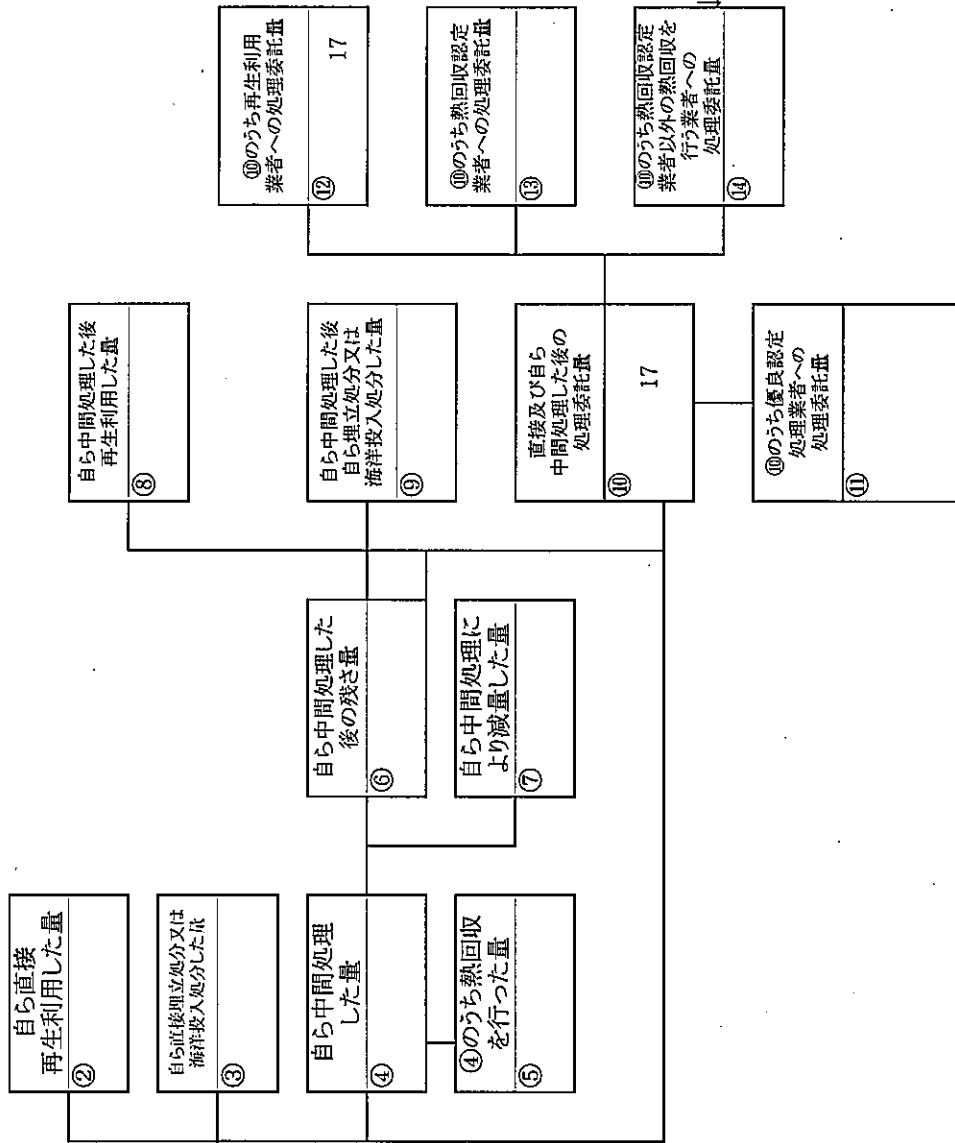 自ら直接
再生利用した量
②
自ら直接埋立処分又は
海洋投入処分した量
③
自ら中間処理
した量
④
④のうち熱回収
を行った量
⑤
自ら中間処理した
後の残さ量
⑥
自ら中間処理に
より減量した量
⑦
自ら中間処理した後
再生利用した量
⑧
自ら中間処理した後
自ら埋立処分又は
海洋投入処分した量
⑨
直接及び自ら
中間処理した後の
処理委託量
⑩
17
⑩のうち優良認定
処理業者への
処理委託量
⑪
⑩のうち再生利用
業者への処理委託量
⑫
17
⑩のうち熱回収認定
業者への処理委託量
⑬
⑩のうち熱回収認定
業者以外の熱回収を
行う業者への
処理委託量
⑭